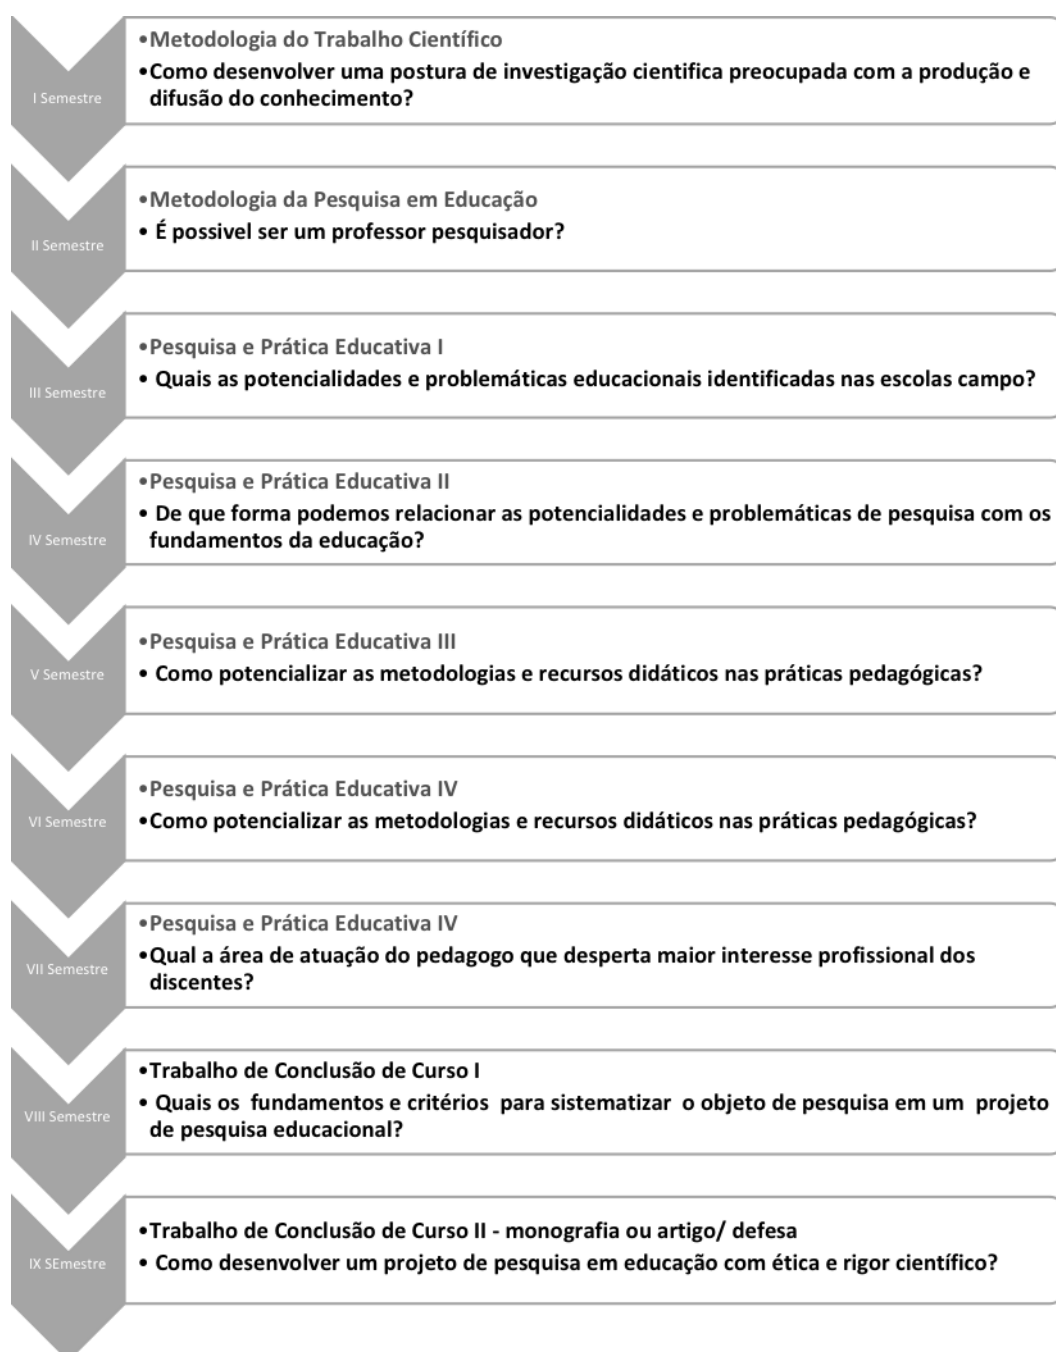 I Semestre
•Metodologia do Trabalho Científico
•Como desenvolver uma postura de investigação cientifica preocupada com a produção e
difusão do conhecimento?
II Semestre
•Metodologia da Pesquisa em Educação
• É possivel ser um professor pesquisador?
III Semestre
•Pesquisa e Prática Educativa I
• Quais as potencialidades e problemáticas educacionais identificadas nas escolas campo?
IV Semestre
•Pesquisa e Prática Educativa II
• De que forma podemos relacionar as potencialidades e problemáticas de pesquisa com os
fundamentos da educação?
V Semestre
•Pesquisa e Prática Educativa III
• Como potencializar as metodologias e recursos didáticos nas práticas pedagógicas?
VI Semestre
•Pesquisa e Prática Educativa IV
•Como potencializar as metodologias e recursos didáticos nas práticas pedagógicas?
VII Semestre
•Pesquisa e Prática Educativa IV
•Qual a área de atuação do pedagogo que desperta maior interesse profissional dos
discentes?
VIII Semestre
•Trabalho de Conclusão de Curso I
• Quais os fundamentos e critérios para sistematizar o objeto de pesquisa em um projeto
de pesquisa educacional?
IX SEmestre
•Trabalho de Conclusão de Curso II - monografia ou artigo/ defesa
• Como desenvolver um projeto de pesquisa em educação com ética e rigor científico?